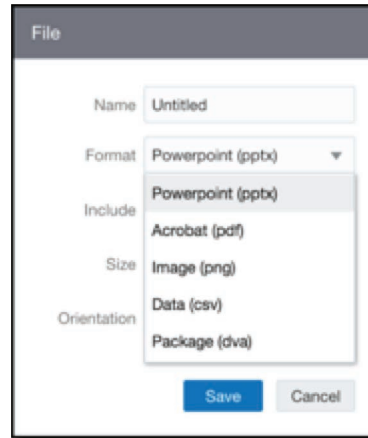 File
Name Untitled
Format Powerpoint (pptx)
Powerpoint (pptx)
Include
Acrobat (pdf)
Size Image (png)
Data (csv)
Orientation
Package (dva)
Save Cancel